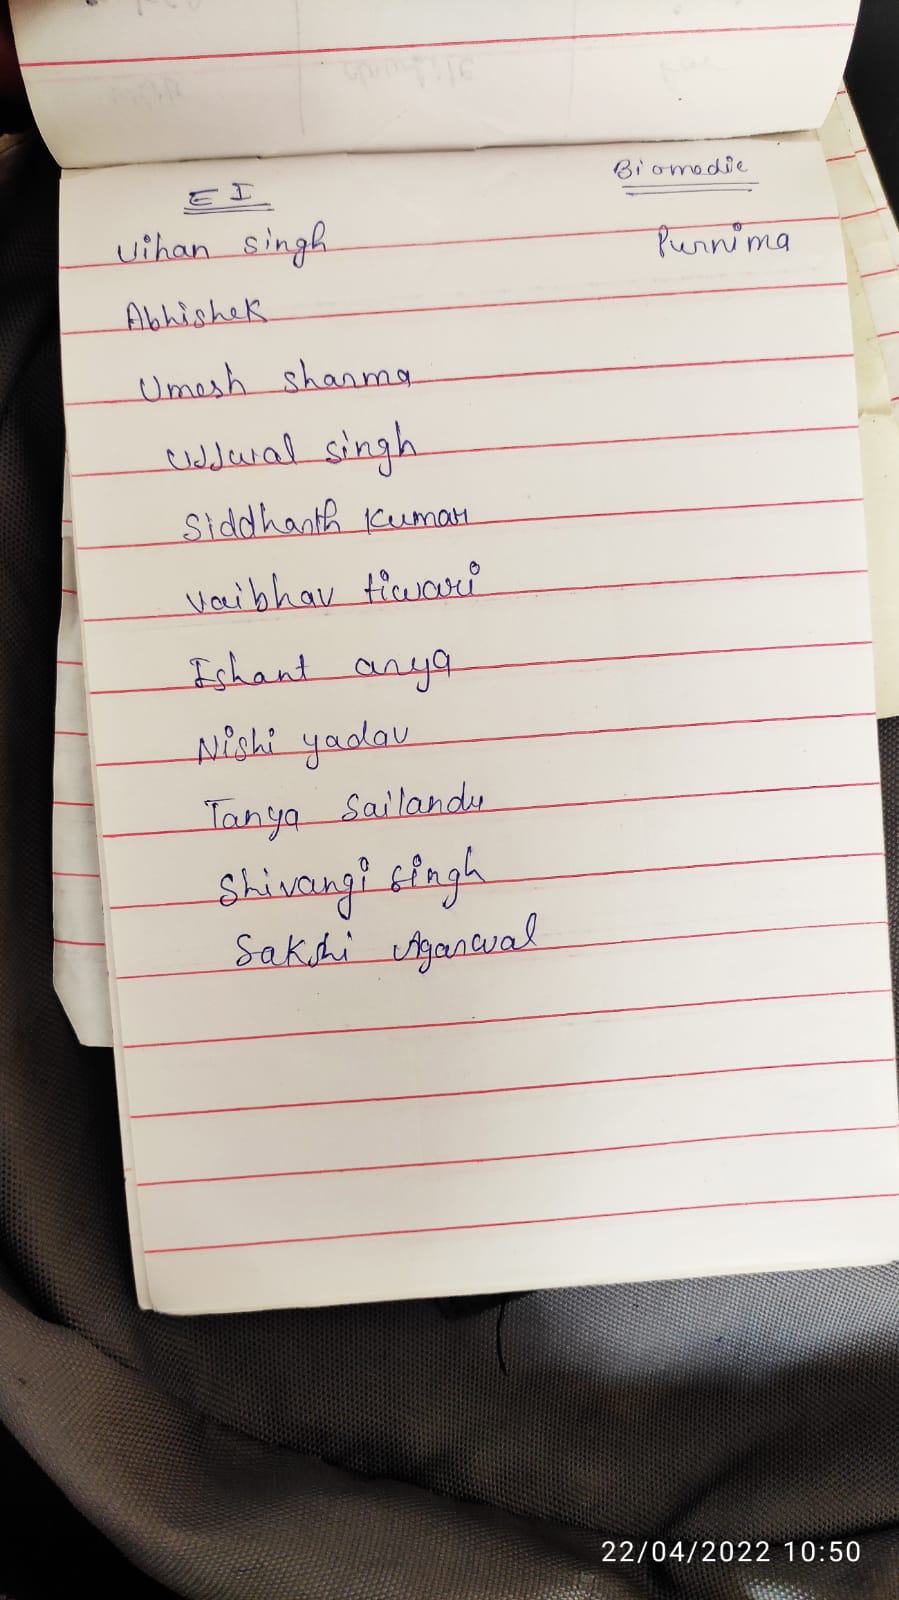 EI Biomedic
Vihan singh Purnima
Abhishek
Umesh sharma
Ujjwal singh
Siddhanth Kumar
Vaibhav tiwari
Ishant arya
Nishi yadav
Tanya Sailandu
Shivangi singh
Sakshi Agarwal
22/04/2022 10:50